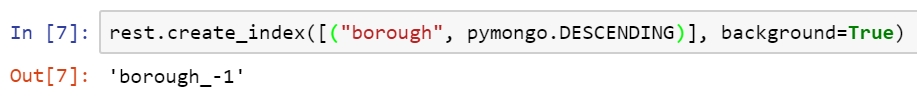 In [7]: rest.create_index([("borough", pymongo.DESCENDING)], background=True)
Out[7]: 'borough_-1'